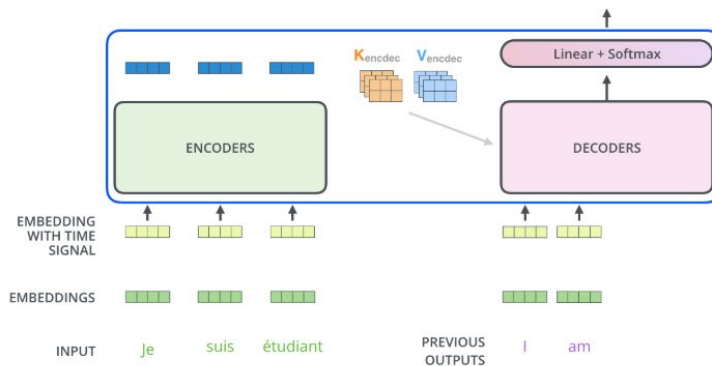 Kencdec Vencdec
Linear + Softmax
ENCODERS
DECODERS
EMBEDDING
WITH TIME
SIGNAL
EMBEDDINGS
INPUT
Je suis étudiant
PREVIOUS
OUTPUTS
I am